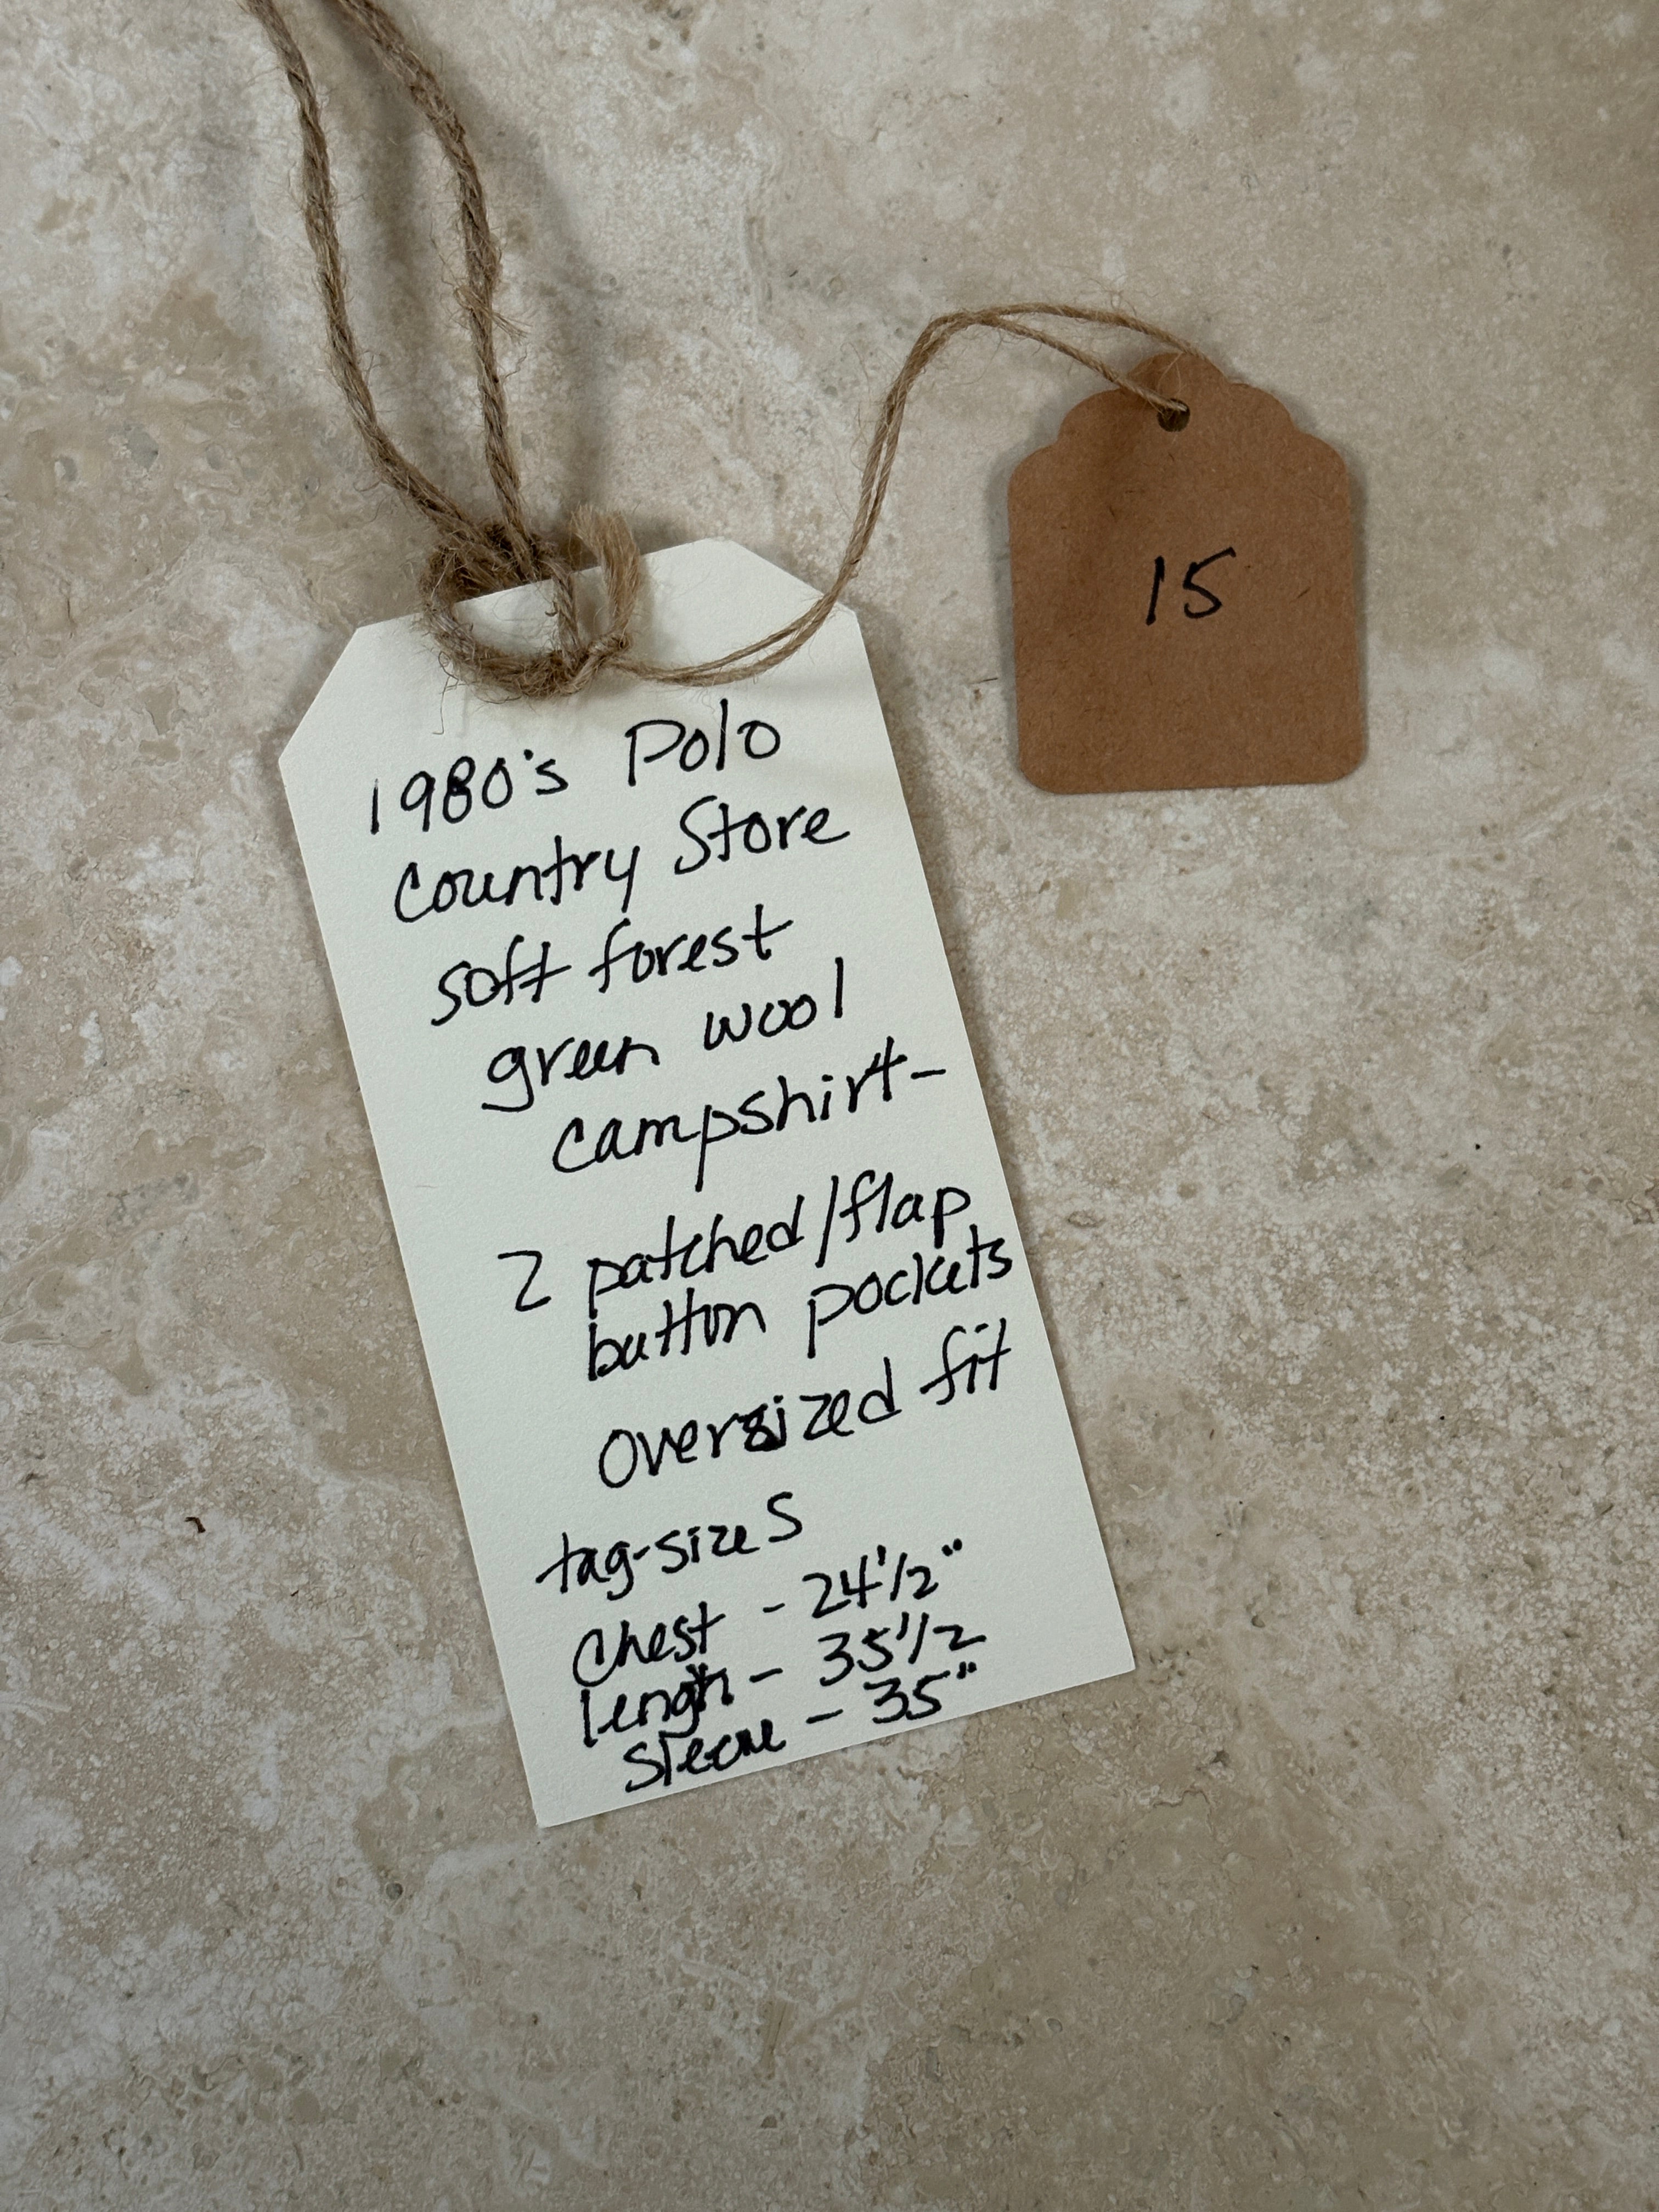 15
1980's Polo
Country Store
soft forest
green wool
campshirt-
2 patched/flap
button pockets
oversized fit
tag-size S
Chest - 24 1/2"
length - 35 1/2
Sleeve - 35"